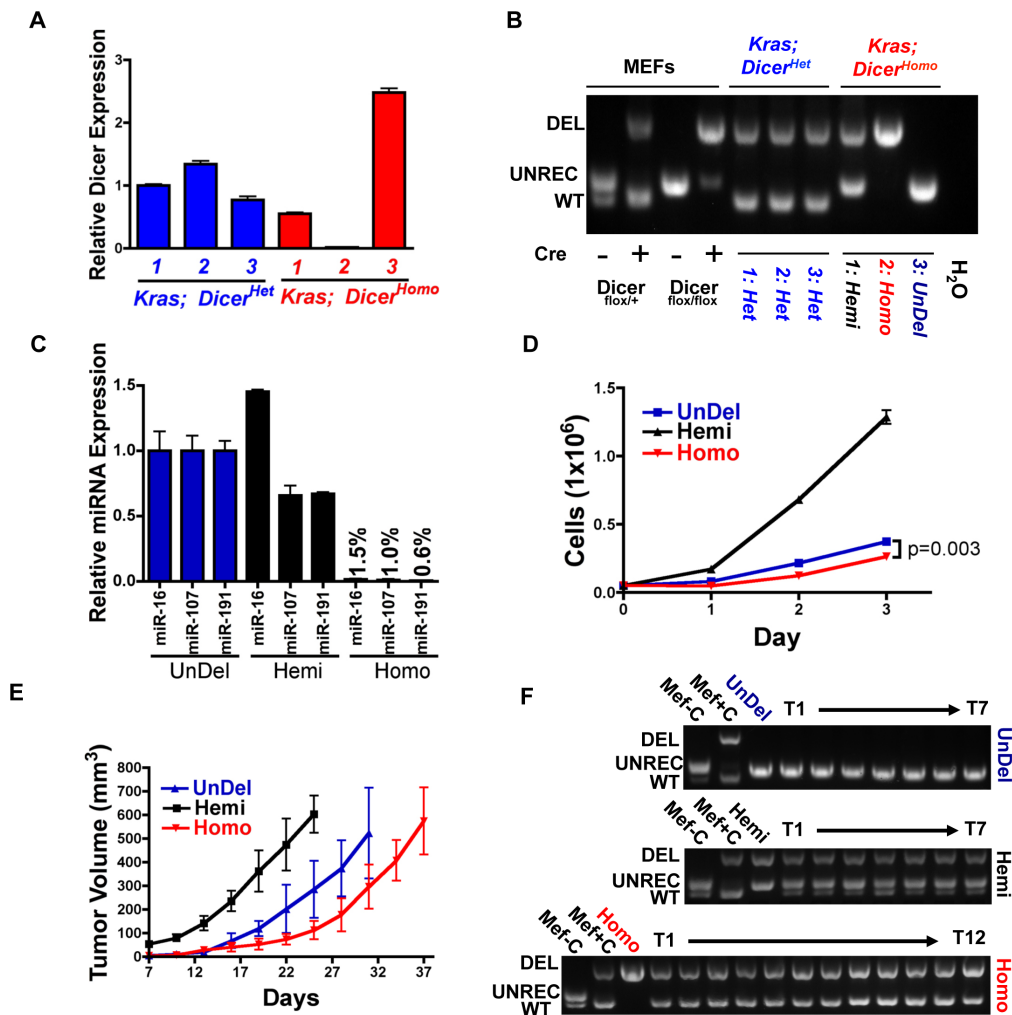 A
Relative Dicer Expression
3
2
1
0
1 2 3 1 2 3
Kras; Dicer^Het Kras; Dicer^Homo
B
MEFs
Kras; Dicer^Het
Kras; Dicer^Homo
DEL
UNREC
WT
Cre - + - +
Dicer flox/+
Dicer flox/flox
1: Het
2: Het
3: Het
1: Hemi
2: Homo
3: UnDel
H2O
C
Relative miRNA Expression
1.5
1.0
0.5
0.0
1.5%
1.0%
0.6%
miR-16 miR-107 miR-191 miR-16 miR-107 miR-191 miR-16 miR-107 miR-191
UnDel Hemi Homo
D
Cells (1x10^6)
1.5
1.0
0.5
0.0
UnDel
Hemi
Homo
p=0.003
0 1 2 3
Day
E
Tumor Volume (mm^3)
800
700
600
500
400
300
200
100
0
UnDel
Hemi
Homo
7 13 17 22 27 32 37
Days
F
Mef-C Mef+C UnDel T1 T7
DEL
UNREC
WT
UnDel
Mef-C Mef+C Hemi T1 T7
DEL
UNREC
WT
Hemi
Mef-C Mef+C Homo T1 T12
DEL
UNREC
WT
Homo